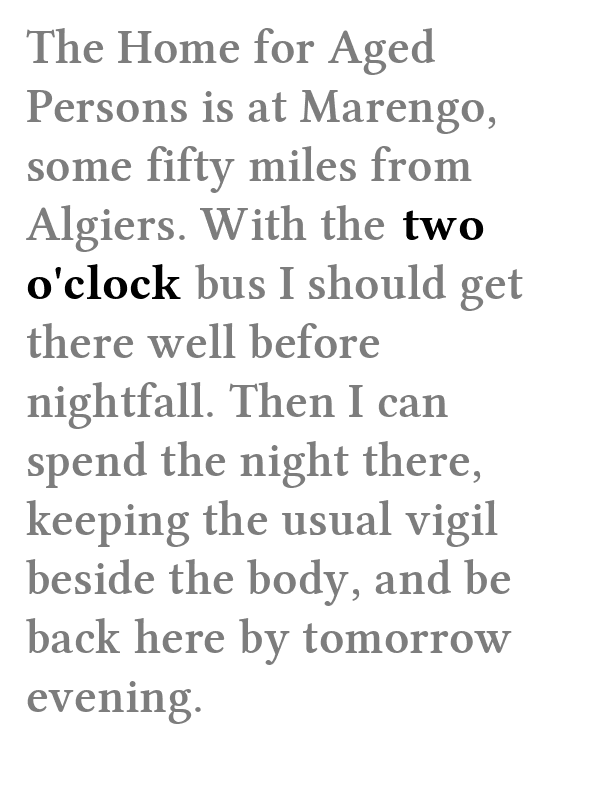 The Home for Aged
Persons is at Marengo,
some fifty miles from
Algiers. With the two
o'clock bus I should get
there well before
nightfall. Then I can
spend the night there,
keeping the usual vigil
beside the body, and be
back here by tomorrow
evening.